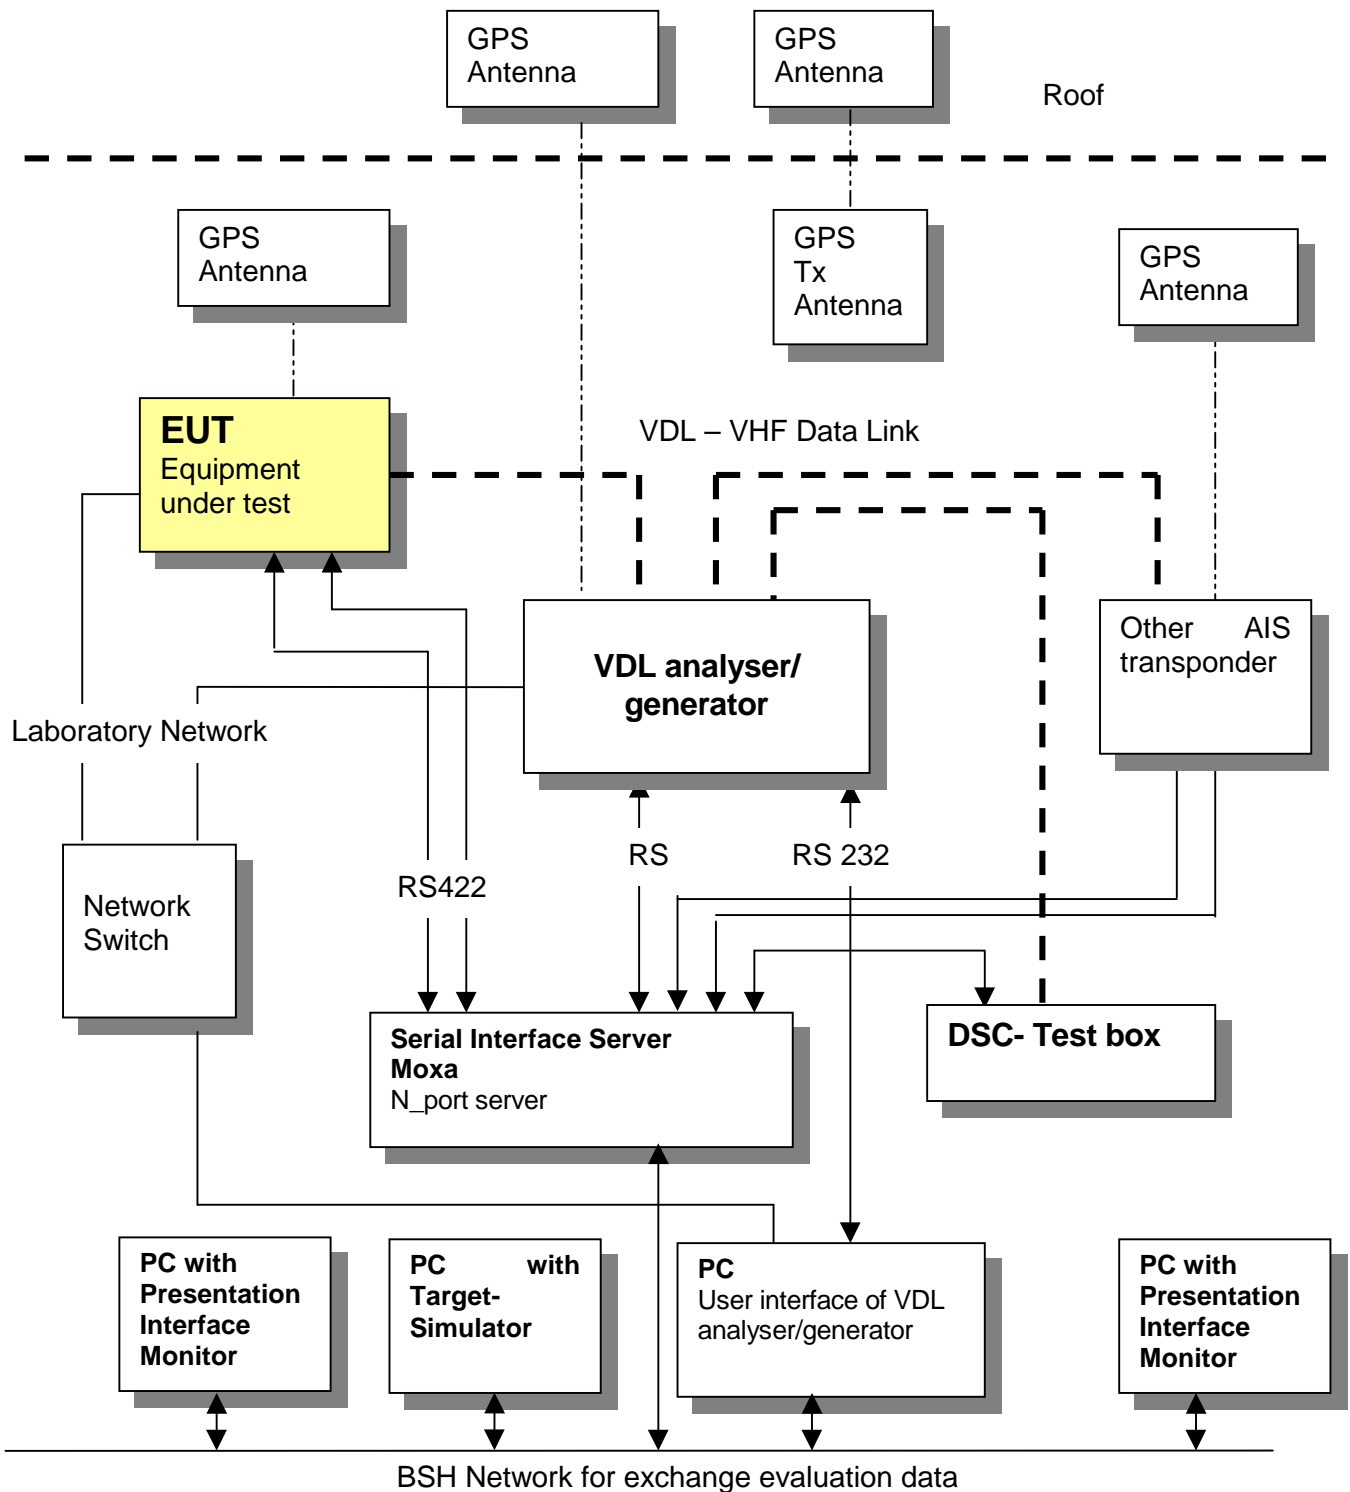 GPS
Antenna
GPS
Antenna
Roof
GPS
Antenna
GPS
Tx
Antenna
GPS
Antenna
EUT
Equipment
under test
VDL – VHF Data Link
Other AIS
transponder
VDL analyser/
generator
Laboratory Network
RS
RS 232
RS422
Network
Switch
Serial Interface Server
Moxa
N_port server
DSC- Test box
PC with
Presentation
Interface
Monitor
PC with
Target-
Simulator
PC
User interface of VDL
analyser/generator
PC with
Presentation
Interface
Monitor
BSH Network for exchange evaluation data